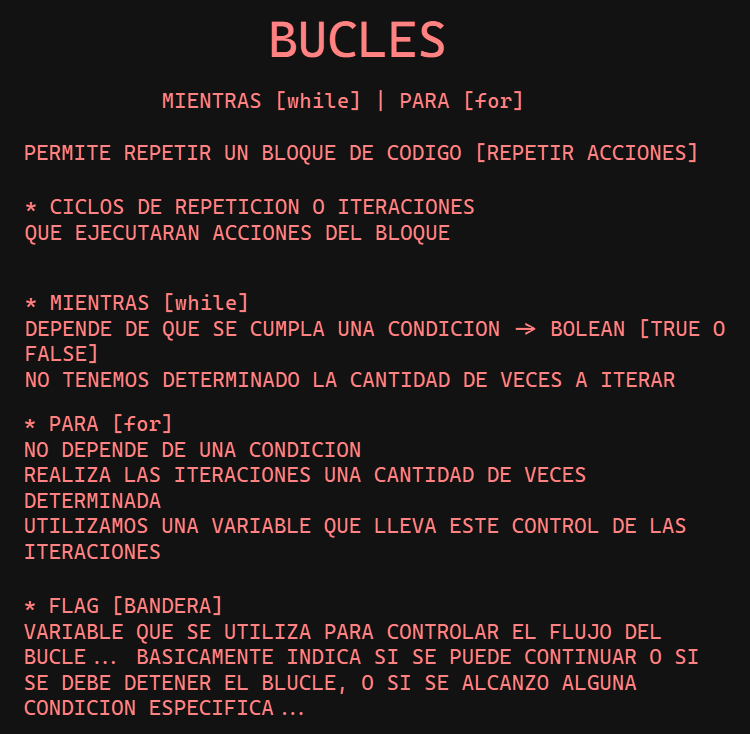 BUCLES
MIENTRAS [while] | PARA [for]
PERMITE REPETIR UN BLOQUE DE CODIGO [REPETIR ACCIONES]
* CICLOS DE REPETICION O ITERACIONES
QUE EJECUTARAN ACCIONES DEL BLOQUE
* MIENTRAS [while]
DEPENDE DE QUE SE CUMPLA UNA CONDICION -> BOLEAN [TRUE O
FALSE]
NO TENEMOS DETERMINADO LA CANTIDAD DE VECES A ITERAR
* PARA [for]
NO DEPENDE DE UNA CONDICION
REALIZA LAS ITERACIONES UNA CANTIDAD DE VECES
DETERMINADA
UTILIZAMOS UNA VARIABLE QUE LLEVA ESTE CONTROL DE LAS
ITERACIONES
* FLAG [BANDERA]
VARIABLE QUE SE UTILIZA PARA CONTROLAR EL FLUJO DEL
BUCLE... BASICAMENTE INDICA SI SE PUEDE CONTINUAR O SI
SE DEBE DETENER EL BLUCLE, O SI SE ALCANZO ALGUNA
CONDICION ESPECIFICA...